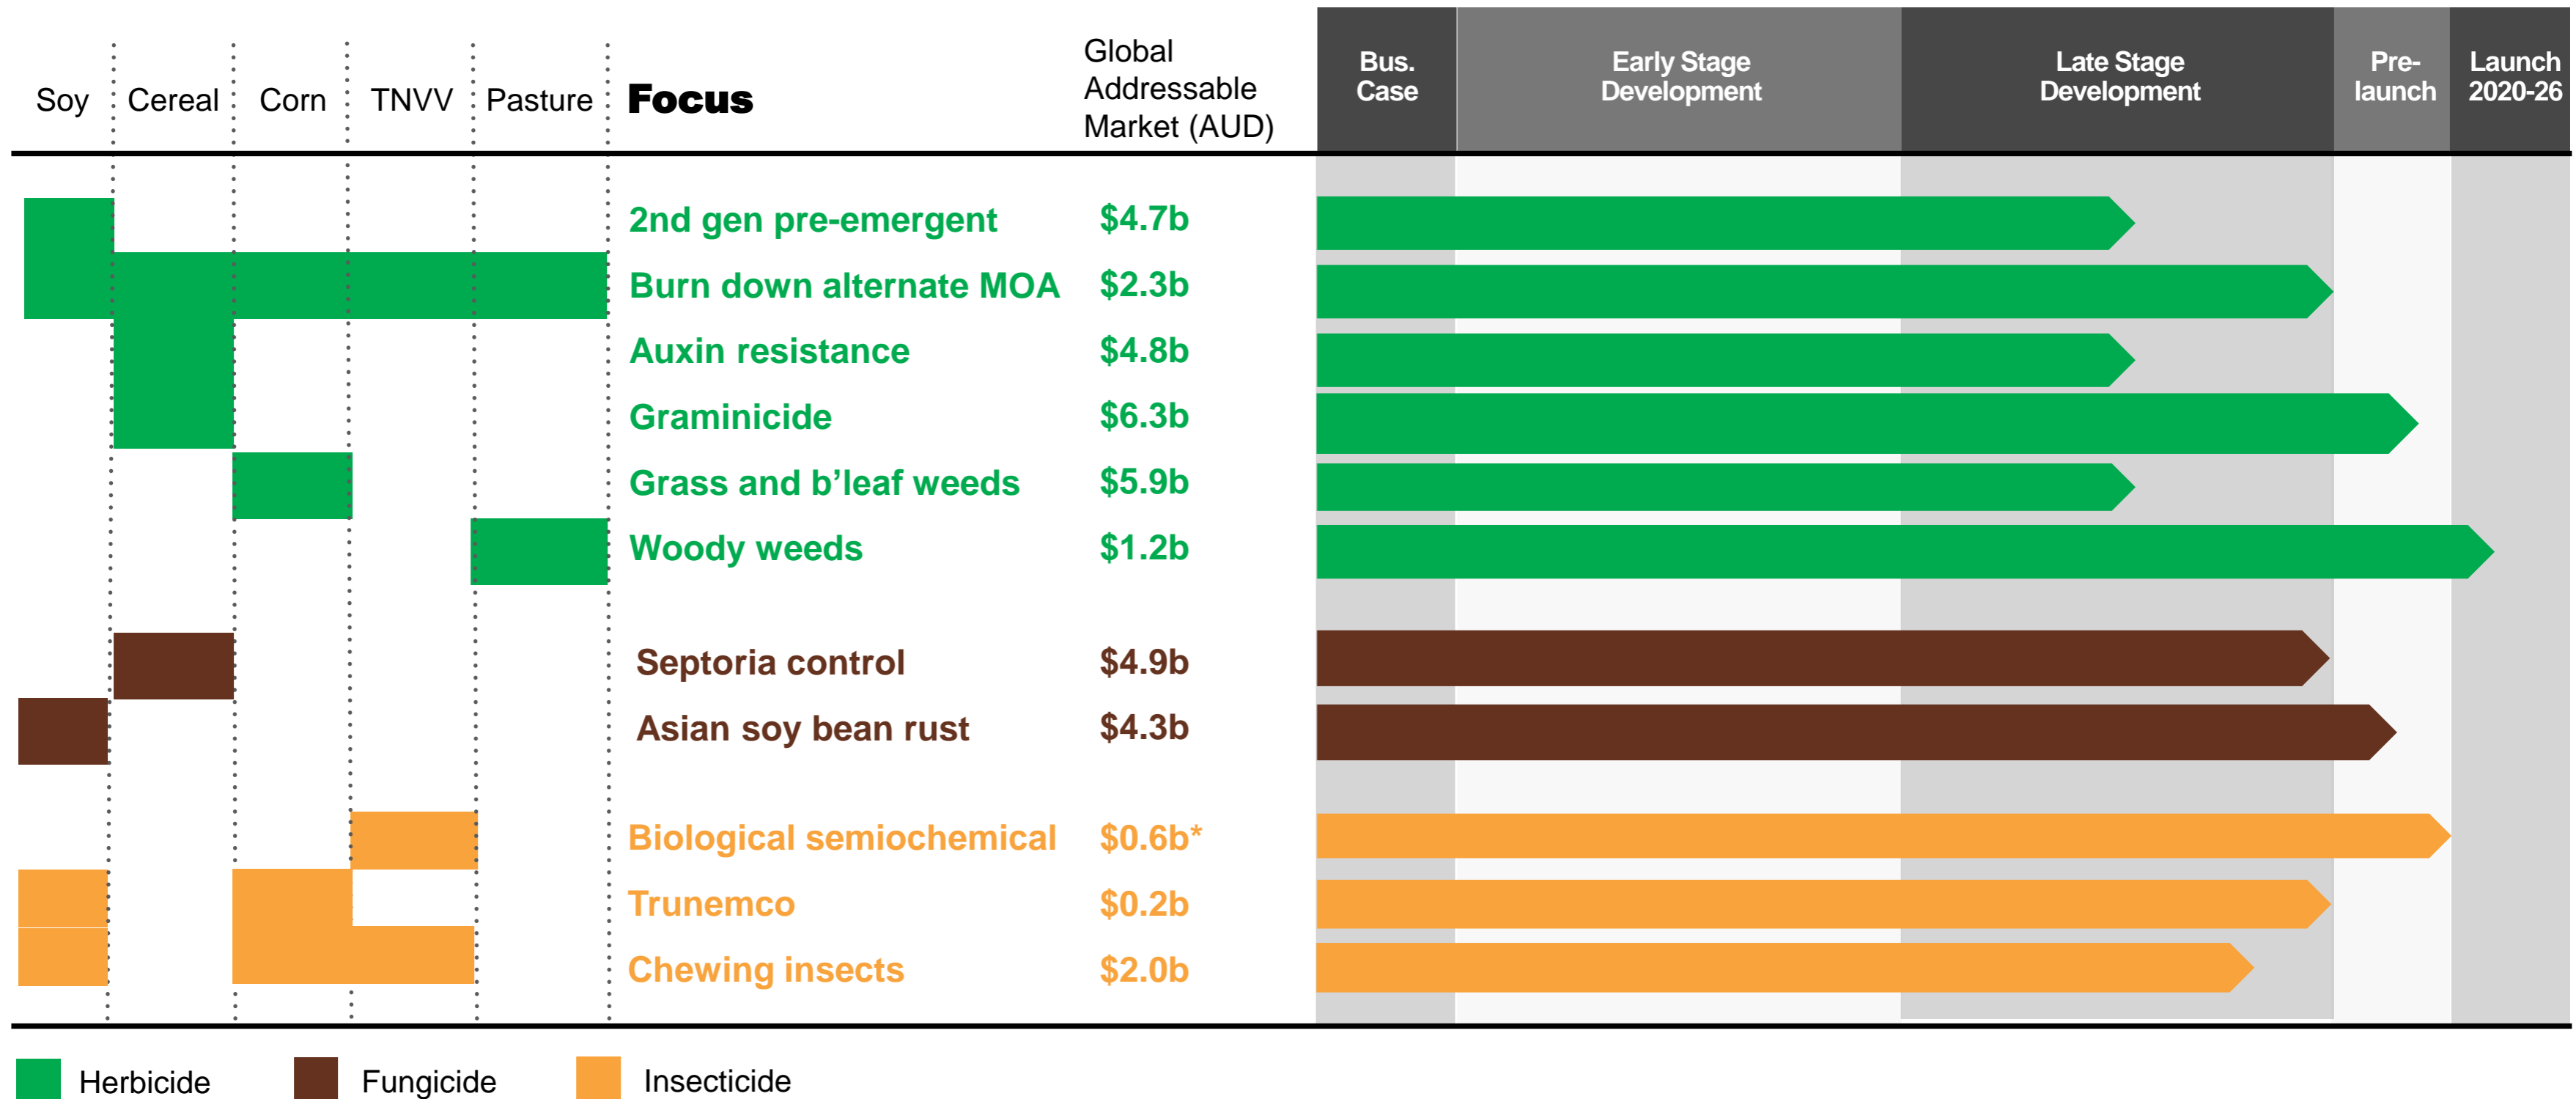 Soy
Cereal
Corn
TNVV
Pasture
Focus
Global
Addressable
Market (AUD)
Bus.
Case
Early Stage
Development
Late Stage
Development
Pre-
launch
Launch
2020-26
2nd gen pre-emergent $4.7b
Burn down alternate MOA $2.3b
Auxin resistance $4.8b
Graminicide $6.3b
Grass and b’leaf weeds $5.9b
Woody weeds $1.2b
Septoria control $4.9b
Asian soy bean rust $4.3b
Biological semiochemical $0.6b*
Trunemco $0.2b
Chewing insects $2.0b
Herbicide
Fungicide
Insecticide